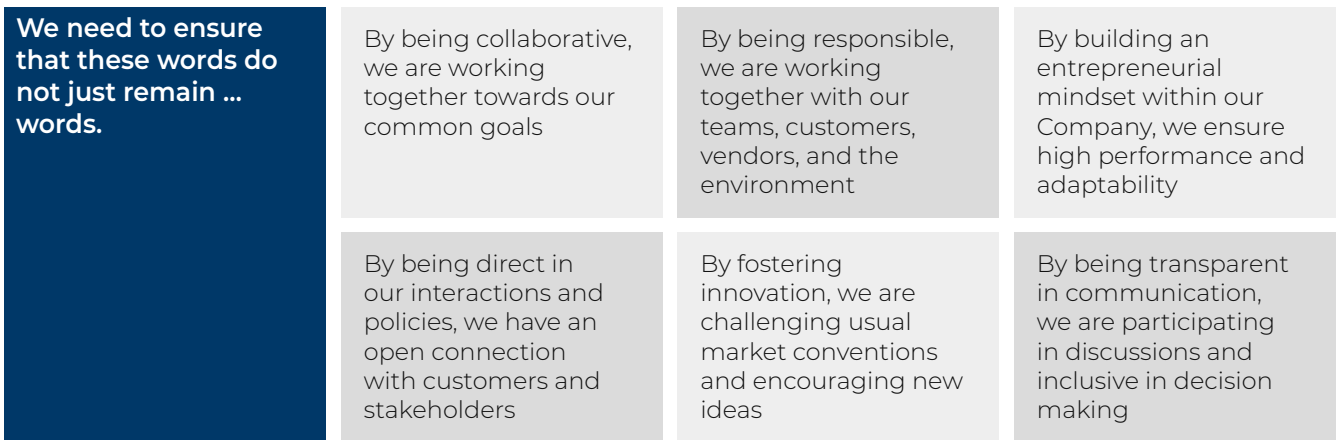 We need to ensure
that these words do
not just remain ...
words.
By being collaborative,
we are working
together towards our
common goals
By being responsible,
we are working
together with our
teams, customers,
vendors, and the
environment
By building an
entrepreneurial
mindset within our
Company, we ensure
high performance and
adaptability
By being direct in
our interactions and
policies, we have an
open connection
with customers and
stakeholders
By fostering
innovation, we are
challenging usual
market conventions
and encouraging new
ideas
By being transparent
in communication,
we are participating
in discussions and
inclusive in decision
making